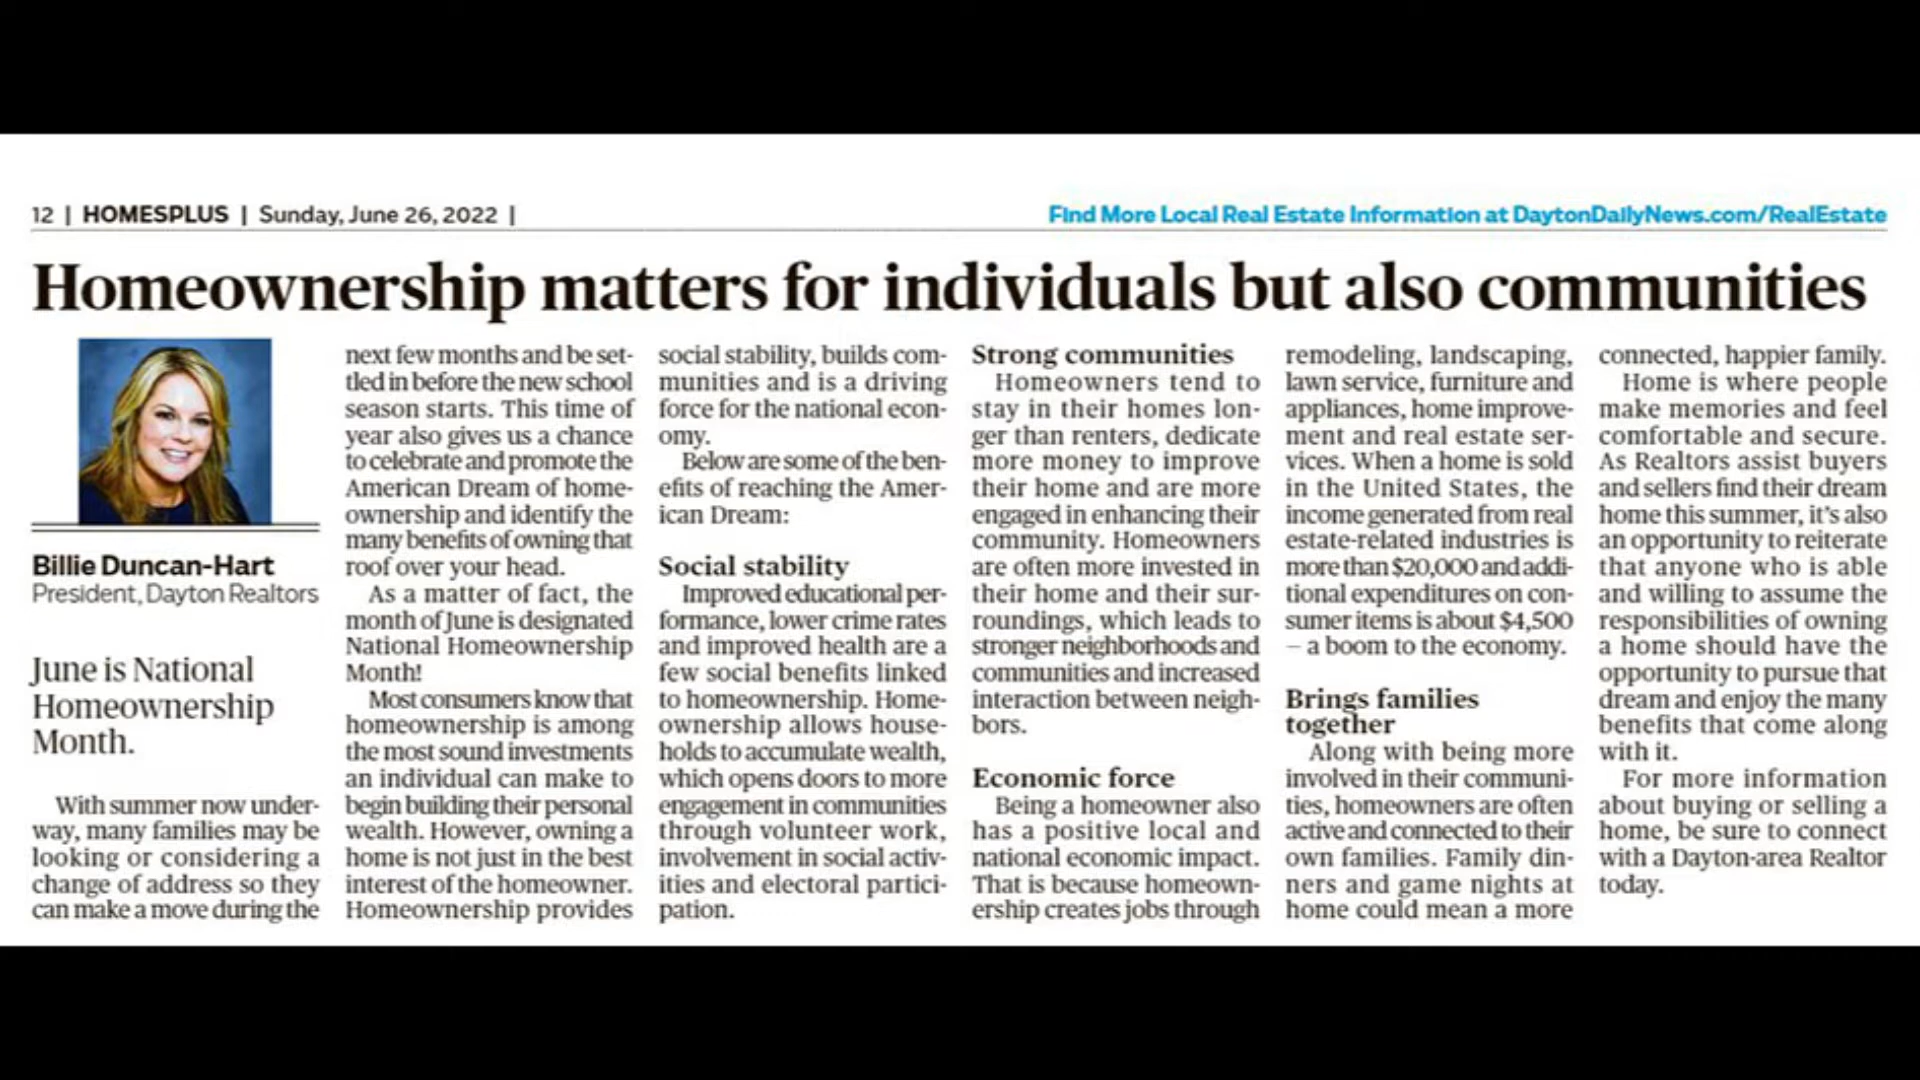 12 | HOMESPLUS | Sunday, June 26, 2022 |
Find More Local Real Estate Information at DaytonDailyNews.com/RealEstate
Homeownership matters for individuals but also communities
Billie Duncan-Hart
President, Dayton Realtors
June is National
Homeownership
Month.
With summer now under-
way, many families may be
looking or considering a
change of address so they
can make a move during the
next few months and be set-
tled in before the new school
season starts. This time of
year also gives us a chance
to celebrate and promote the
American Dream of home-
ownership and identify the
many benefits of owning that
roof over your head.
As a matter of fact, the
month of June is designated
National Homeownership
Month!
Most consumers know that
homeownership is among
the most sound investments
an individual can make to
begin building their personal
wealth. However, owning a
home is not just in the best
interest of the homeowner.
Homeownership provides
social stability, builds com-
munities and is a driving
force for the national econ-
omy.
Below are some of the ben-
efits of reaching the Amer-
ican Dream:
Social stability
Improved educational per-
formance, lower crime rates
and improved health are a
few social benefits linked
to homeownership. Home-
ownership allows house-
holds to accumulate wealth,
which opens doors to more
engagement in communities
through volunteer work,
involvement in social activ-
ities and electoral partici-
pation.
Strong communities
Homeowners tend to
stay in their homes lon-
ger than renters, dedicate
more money to improve
their home and are more
engaged in enhancing their
community. Homeowners
are often more invested in
their home and their sur-
roundings, which leads to
stronger neighborhoods and
communities and increased
interaction between neigh-
bors.
Economic force
Being a homeowner also
has a positive local and
national economic impact.
That is because homeown-
ership creates jobs through
remodeling, landscaping,
lawn service, furniture and
appliances, home improve-
ment and real estate ser-
vices. When a home is sold
in the United States, the
income generated from real
estate-related industries is
more than $20,000 and addi-
tional expenditures on con-
sumer items is about $4,500
– a boom to the economy.
Brings families
together
Along with being more
involved in their communi-
ties, homeowners are often
active and connected to their
own families. Family din-
ners and game nights at
home could mean a more
connected, happier family.
Home is where people
make memories and feel
comfortable and secure.
As Realtors assist buyers
and sellers find their dream
home this summer, it's also
an opportunity to reiterate
that anyone who is able
and willing to assume the
responsibilities of owning
a home should have the
opportunity to pursue that
dream and enjoy the many
benefits that come along
with it.
For more information
about buying or selling a
home, be sure to connect
with a Dayton-area Realtor
today.